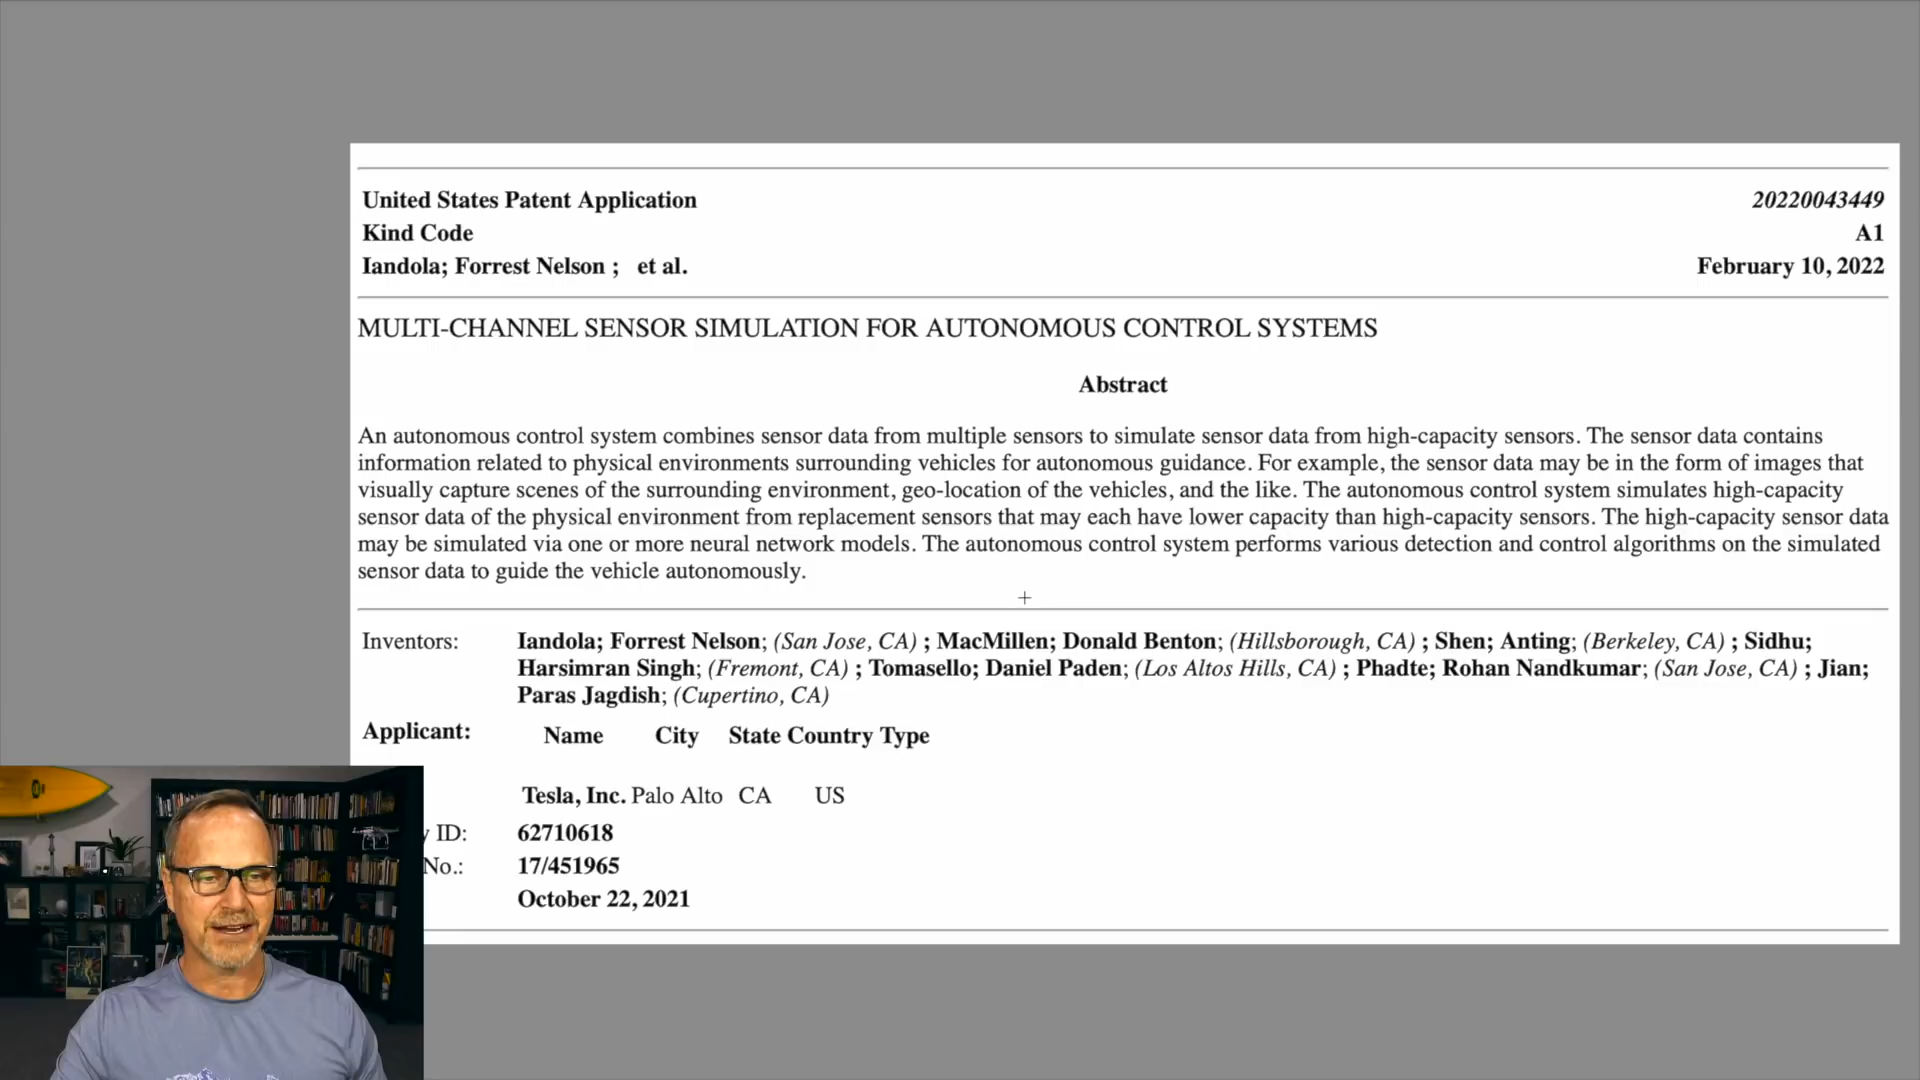 United States Patent Application 20220043449
Kind Code A1
Iandola; Forrest Nelson ; et al. February 10, 2022
MULTI-CHANNEL SENSOR SIMULATION FOR AUTONOMOUS CONTROL SYSTEMS
Abstract
An autonomous control system combines sensor data from multiple sensors to simulate sensor data from high-capacity sensors. The sensor data contains
information related to physical environments surrounding vehicles for autonomous guidance. For example, the sensor data may be in the form of images that
visually capture scenes of the surrounding environment, geo-location of the vehicles, and the like. The autonomous control system simulates high-capacity
sensor data of the physical environment from replacement sensors that may each have lower capacity than high-capacity sensors. The high-capacity sensor data
may be simulated via one or more neural network models. The autonomous control system performs various detection and control algorithms on the simulated
sensor data to guide the vehicle autonomously.
Inventors: Iandola; Forrest Nelson; (San Jose, CA) ; MacMillen; Donald Benton; (Hillsborough, CA) ; Shen; Anting; (Berkeley, CA) ; Sidhu;
Harsimran Singh; (Fremont, CA) ; Tomasello; Daniel Paden; (Los Altos Hills, CA) ; Phadte; Rohan Nandkumar; (San Jose, CA) ; Jian;
Paras Jagdish; (Cupertino, CA)
Applicant: Name City State Country Type
Tesla, Inc. Palo Alto CA US
y ID: 62710618
No.: 17/451965
October 22, 2021